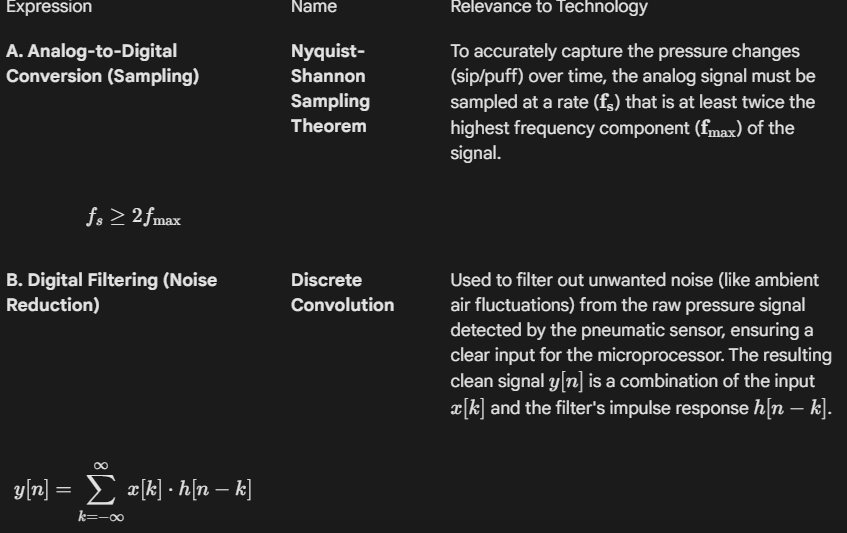 Expression Name Relevance to Technology
A. Analog-to-Digital Conversion (Sampling)
Nyquist-
Shannon
Sampling
Theorem
To accurately capture the pressure changes
(sip/puff) over time, the analog signal must be
sampled at a rate (fₛ) that is at least twice the
highest frequency component (f_max) of the
signal.
fₛ ≥ 2f_max
B. Digital Filtering (Noise
Reduction)
Discrete
Convolution
Used to filter out unwanted noise (like ambient
air fluctuations) from the raw pressure signal
detected by the pneumatic sensor, ensuring a
clear input for the microprocessor. The resulting
clean signal y[n] is a combination of the input
x[k] and the filter's impulse response h[n − k].
y[n] = ∑_{k=−∞}^{∞} x[k] · h[n − k]